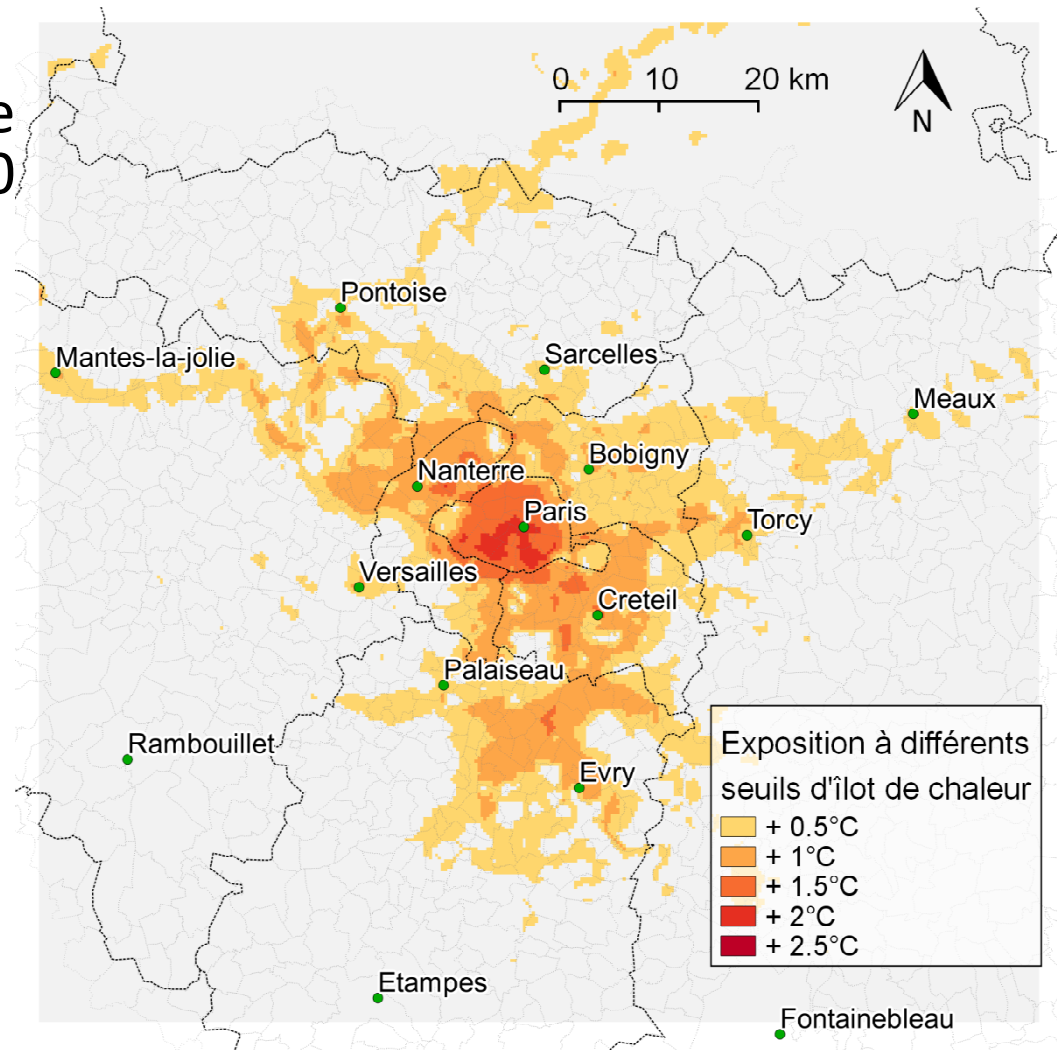 e
0
0 10 20 km
N
Pontoise
Mantes-la-jolie
Sarcelles
Meaux
Bobigny
Nanterre
Paris
Torcy
Versailles
Creteil
Palaiseau
Rambouillet
Evry
Exposition à différents
seuils d'îlot de chaleur
+ 0.5°C
+ 1°C
+ 1.5°C
+ 2°C
+ 2.5°C
Etampes
Fontainebleau